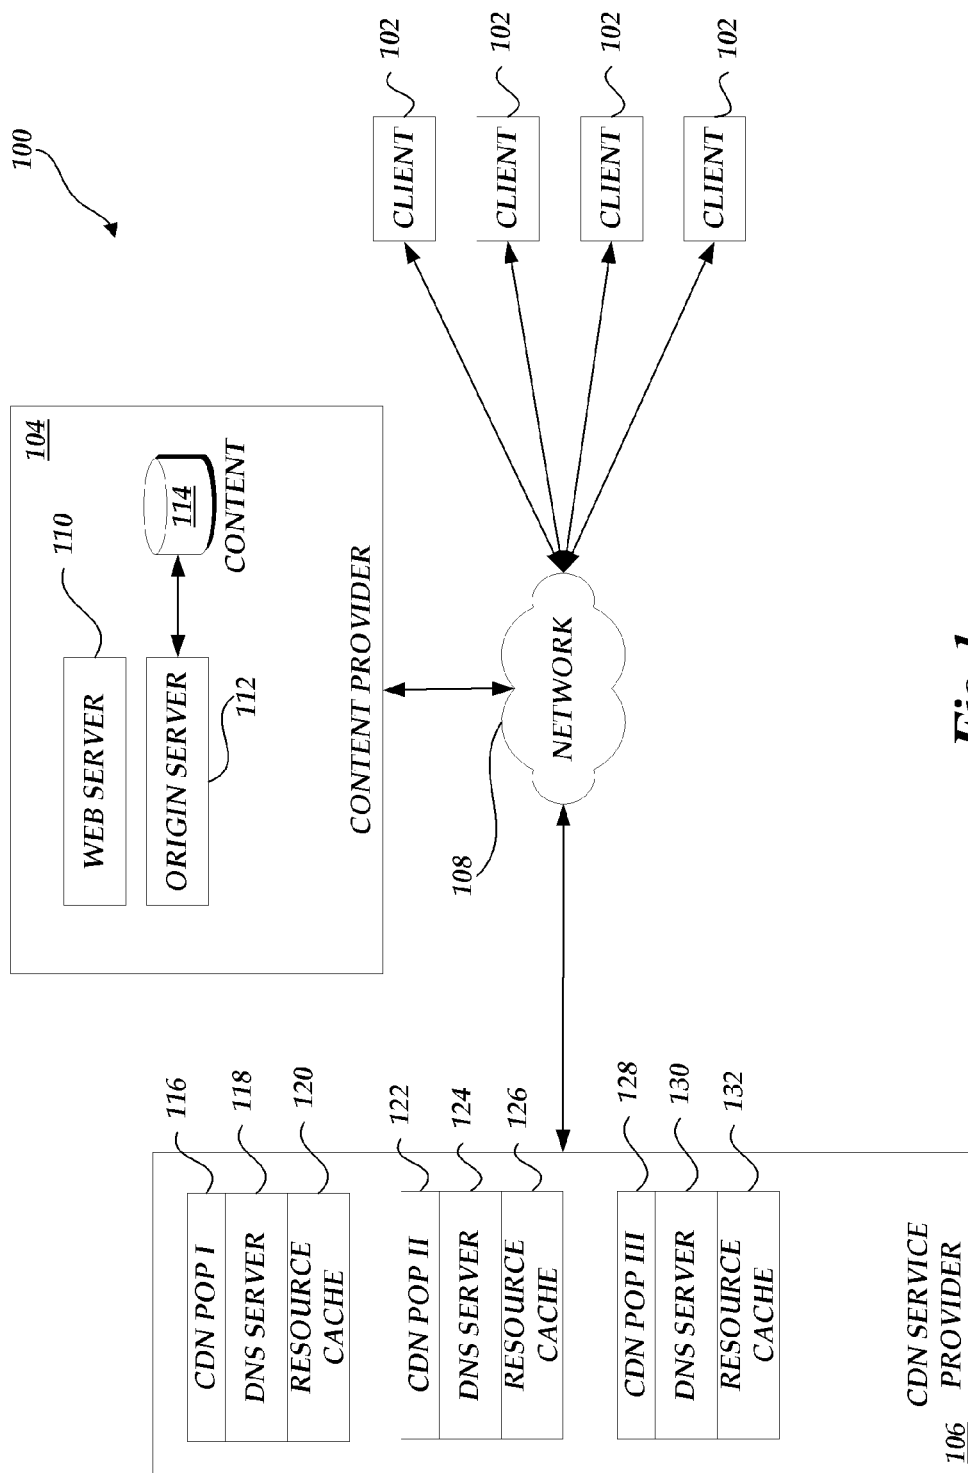 100
104
WEB SERVER
110
ORIGIN SERVER
112
114
CONTENT
CONTENT PROVIDER
CDN POP I
116
DNS SERVER
118
RESOURCE
CACHE
120
CDN POP II
122
DNS SERVER
124
RESOURCE
CACHE
126
CDN POP III
128
DNS SERVER
130
RESOURCE
CACHE
132
CDN SERVICE
PROVIDER
106
108
NETWORK
CLIENT
102
CLIENT
102
CLIENT
102
CLIENT
102
Fig.1